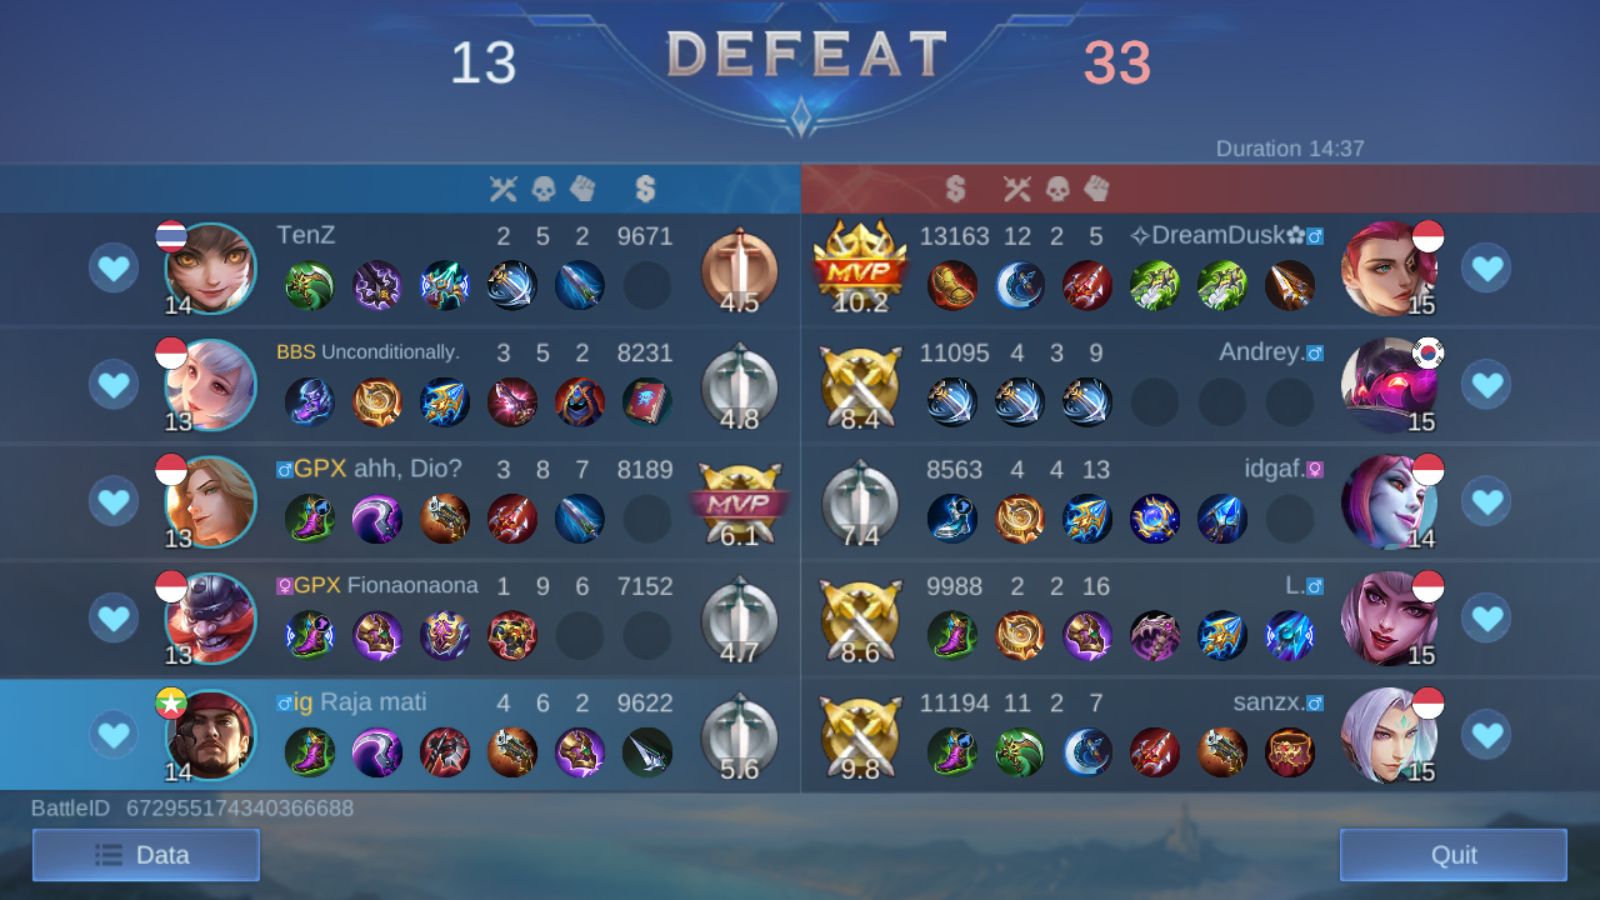 13 DEFEAT 33
Duration 14:37
TenZ 2 5 2 9671
14 4.5
MVP 13163 12 2 5 ✧DreamDusk✿♂
10.2 15
BBS Unconditionally. 3 5 2 8231
13 4.8
11095 4 3 9 Andrey.♂
8.4 15
♂GPX ahh, Dio? 3 8 7 8189
MVP
13 6.1
8563 4 4 13 idgaf.♀
7.4 14
♀GPX Fionaonaona 1 9 6 7152
13 4.7
9988 2 2 16 L.♂
8.6 15
♂ig Raja mati 4 6 2 9622
14 5.6
11194 11 2 7 sanzx.♂
9.8 15
BattleID 672955174340366688
Data
Quit